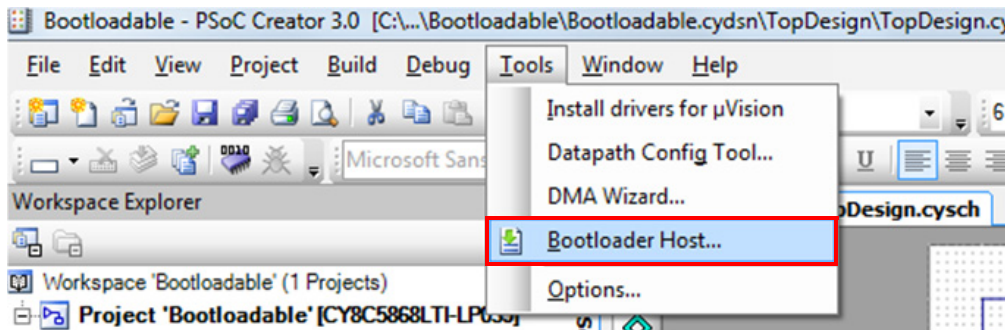 Bootloadable - PSoC Creator 3.0 [C:\...\Bootloadable\Bootloadable.cydsn\TopDesign\TopDesign.cy
File Edit View Project Build Debug Tools Window Help
Install drivers for µVision
6
Microsoft Sans
Datapath Config Tool...
U
Workspace Explorer
DMA Wizard...
pDesign.cysch
Bootloader Host...
Workspace 'Bootloadable' (1 Projects)
Options...
Project 'Bootloadable' [CY8C5868LTI-LP035]